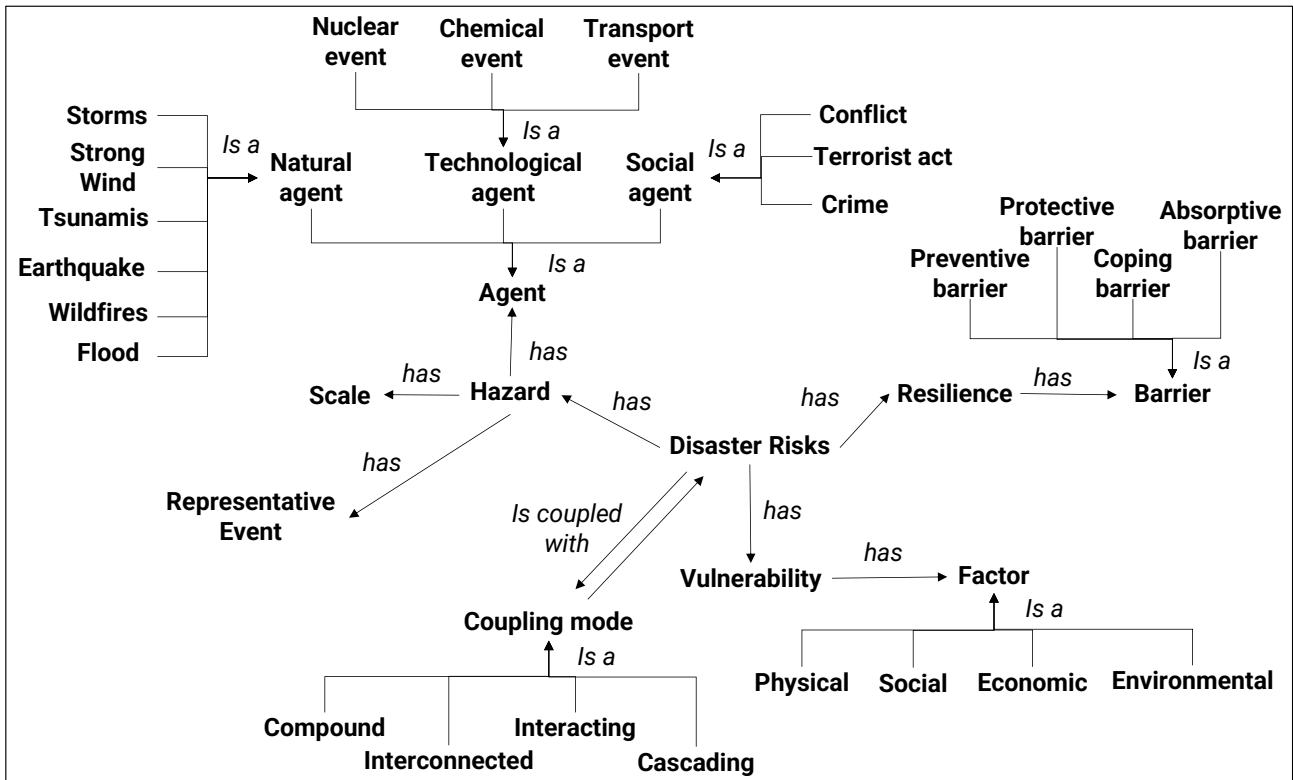 Nuclear
event
Chemical
event
Transport
event
Storms
Strong
Wind
Tsunamis
Earthquake
Wildfires
Flood
Is a
Natural
agent
Is a
Technological
agent
Social
agent
Is a
Conflict
Terrorist act
Crime
Is a
Agent
Protective
barrier
Absorptive
barrier
Preventive
barrier
Coping
barrier
Is a
has
Scale
has
Hazard
has
has
Resilience
has
Barrier
Disaster Risks
has
Representative
Event
Is coupled
with
has
Vulnerability
has
Factor
Is a
Coupling mode
Is a
Physical
Social
Economic
Environmental
Compound
Interconnected
Interacting
Cascading